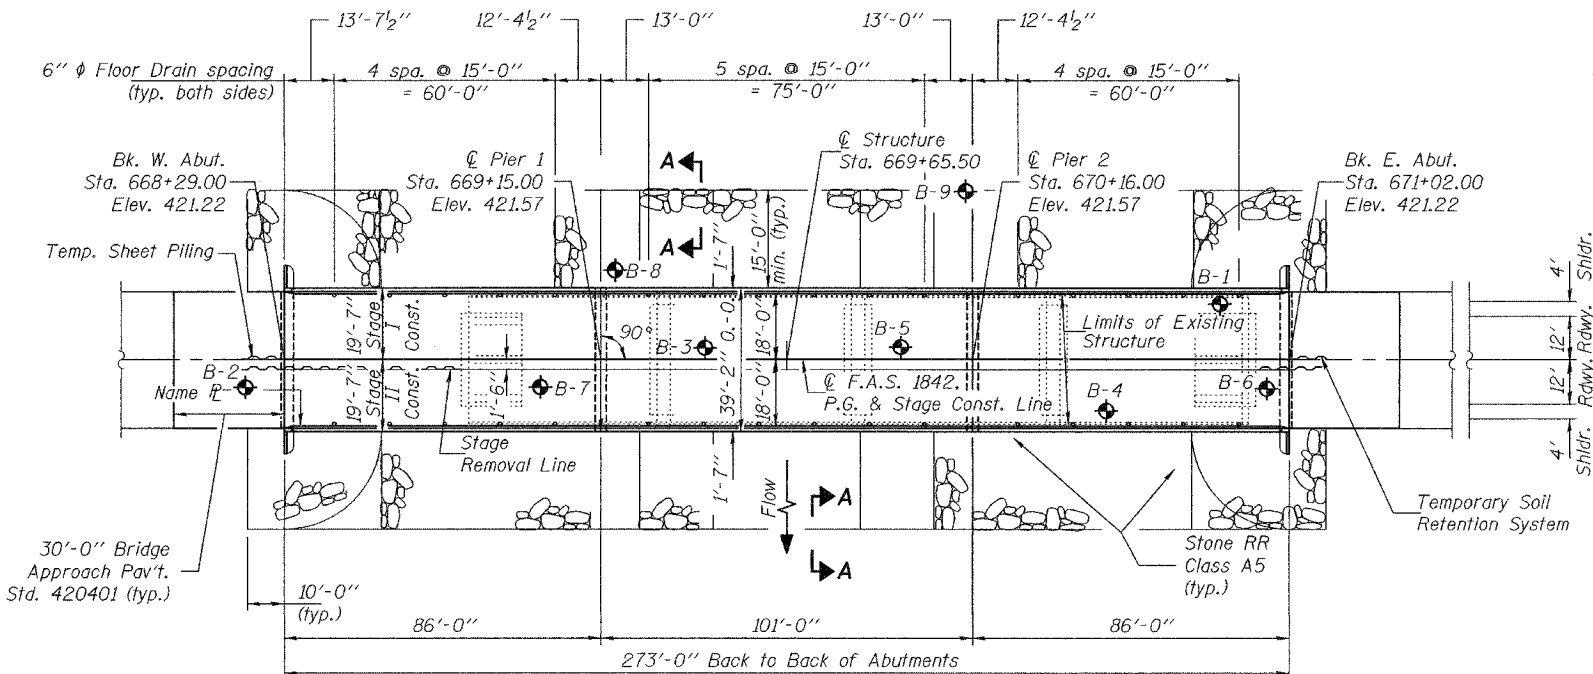 13'-7½"
12'-4½"
13'-0"
13'-0"
12'-4½"
6" ϕ Floor Drain spacing
(typ. both sides)
4 spa. @ 15'-0"
= 60'-0"
5 spa. @ 15'-0"
= 75'-0"
4 spa. @ 15'-0"
= 60'-0"
Bk. W. Abut.
Sta. 668+29.00
Elev. 421.22
℄ Pier 1
Sta. 669+15.00
Elev. 421.57
A
℄ Structure
Sta. 669+65.50
℄ Pier 2
Sta. 670+16.00
Elev. 421.57
Bk. E. Abut.
Sta. 671+02.00
Elev. 421.22
B-9
Temp. Sheet Piling
A
1'-7"
15'-0"
min. (typ.)
B-8
B-1
4'
Shldr.
19'-7"
Stage I
Const.
90°
B-3
39'-2" O. O.
18'-0"
B-5
Limits of Existing
Structure
12'
Rdwy.
B-2
Name ℄
19'-7"
Stage II
Const.
1'-6"
B-7
18'-0"
℄ F.A.S. 1842,
P.G. & Stage Const. Line
B-4
B-6
12'
Rdwy.
Stage
Removal Line
1'-7"
4'
Shldr.
Flow
A
A
Temporary Soil
Retention System
Stone RR
Class A5
(typ.)
30'-0" Bridge
Approach Pav't.
Std. 420401 (typ.)
10'-0"
(typ.)
86'-0"
101'-0"
86'-0"
273'-0" Back to Back of Abutments